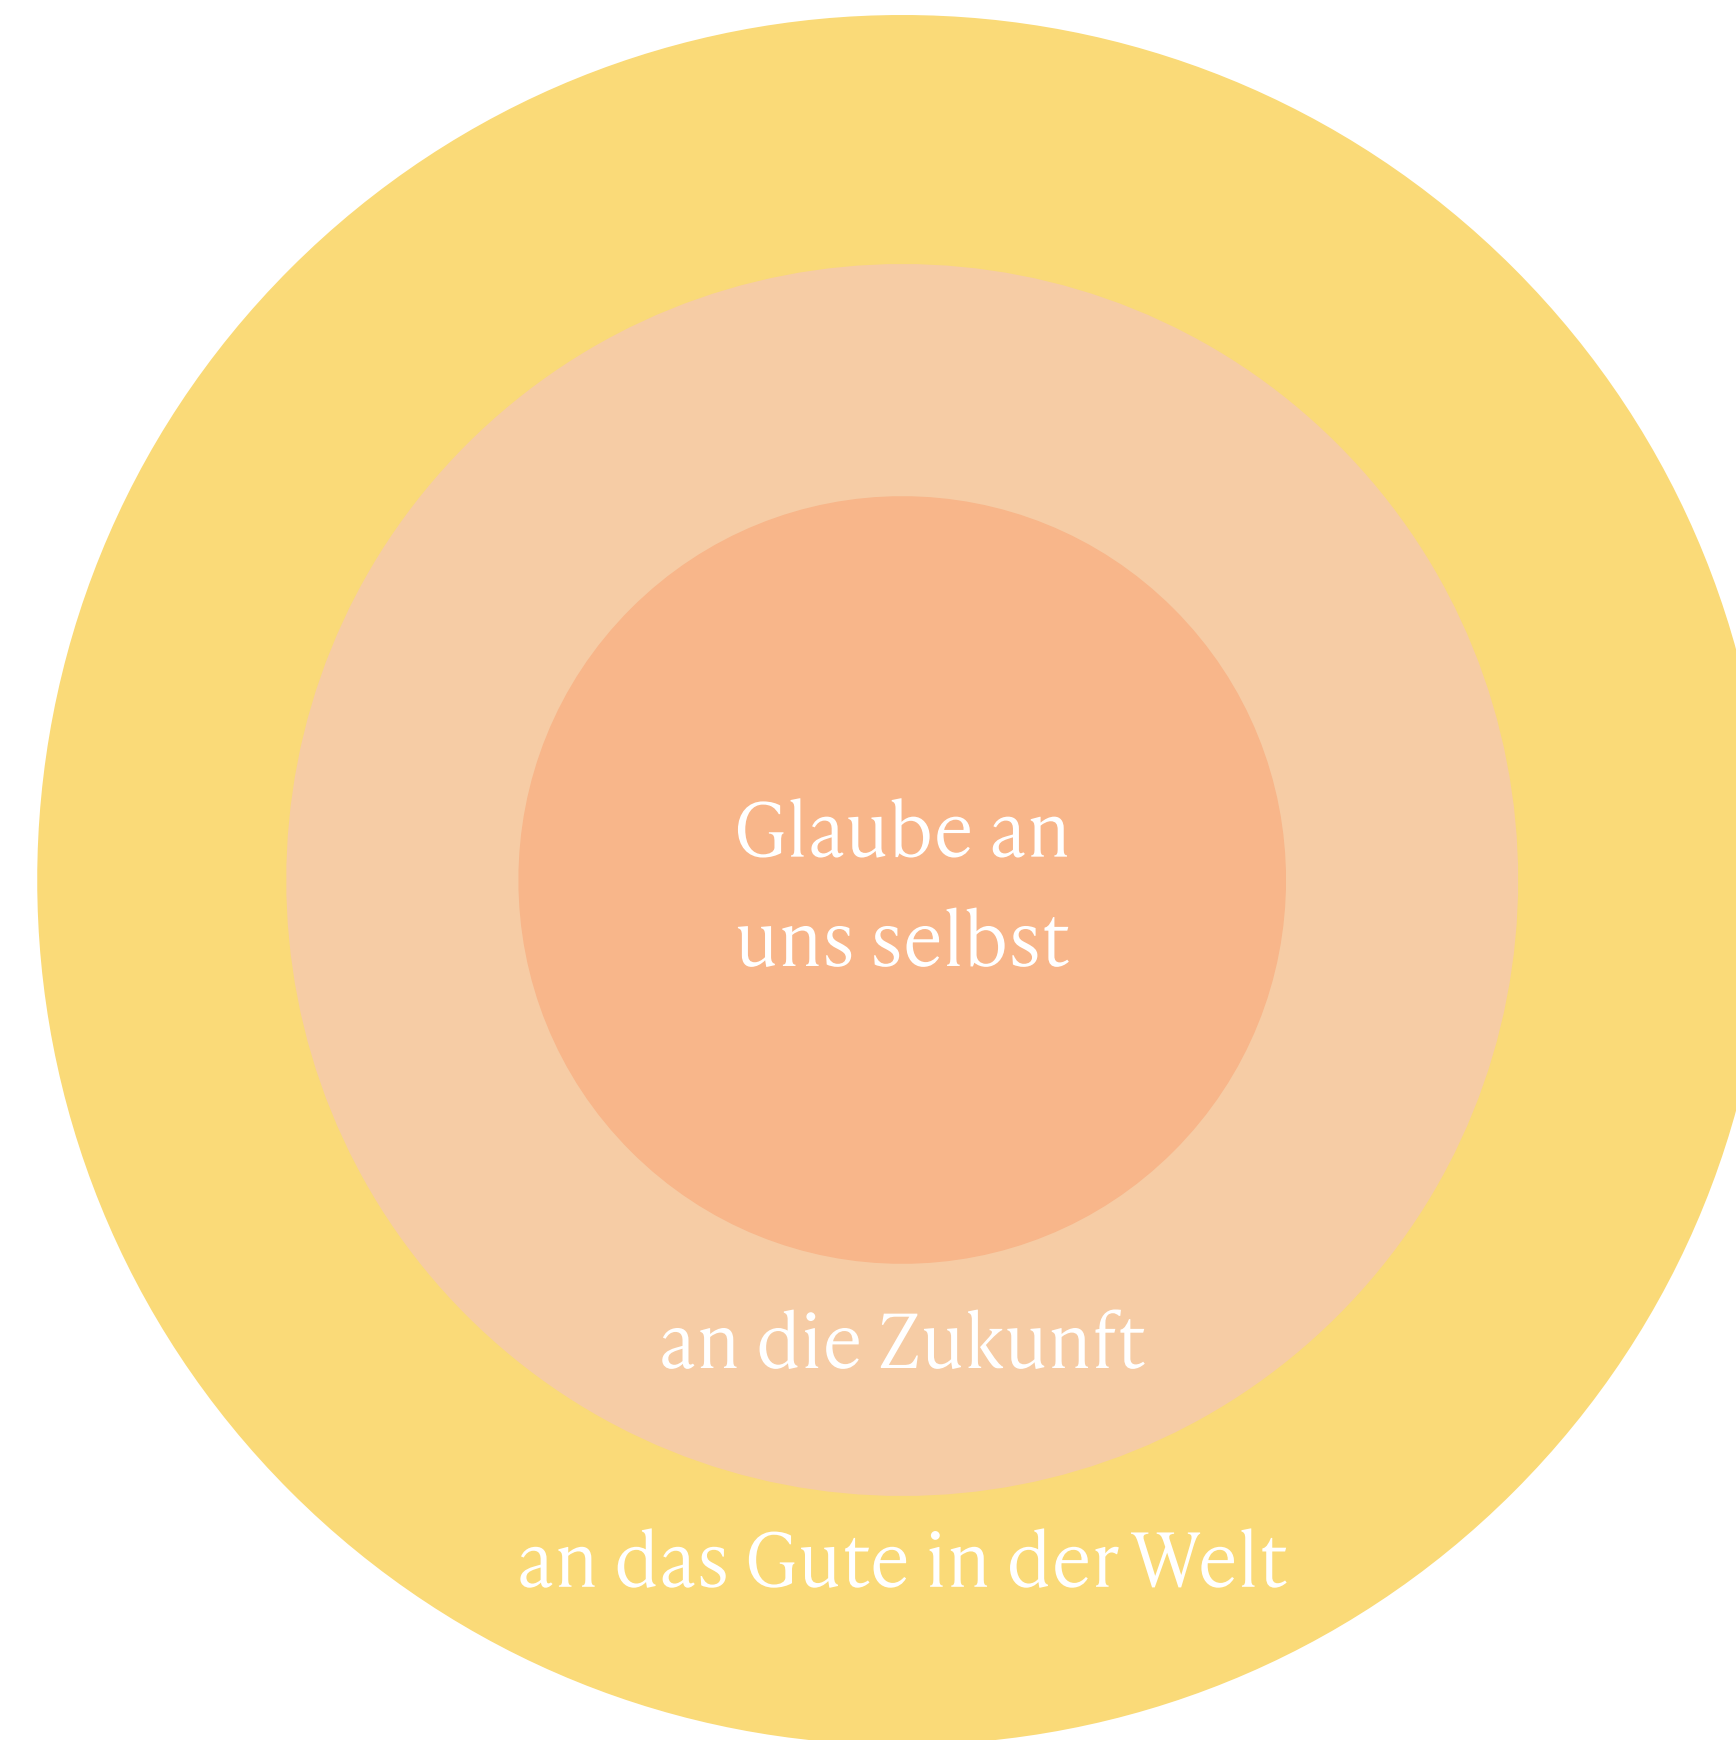 Glaube an
uns selbst
an die Zukunft
an das Gute in der Welt